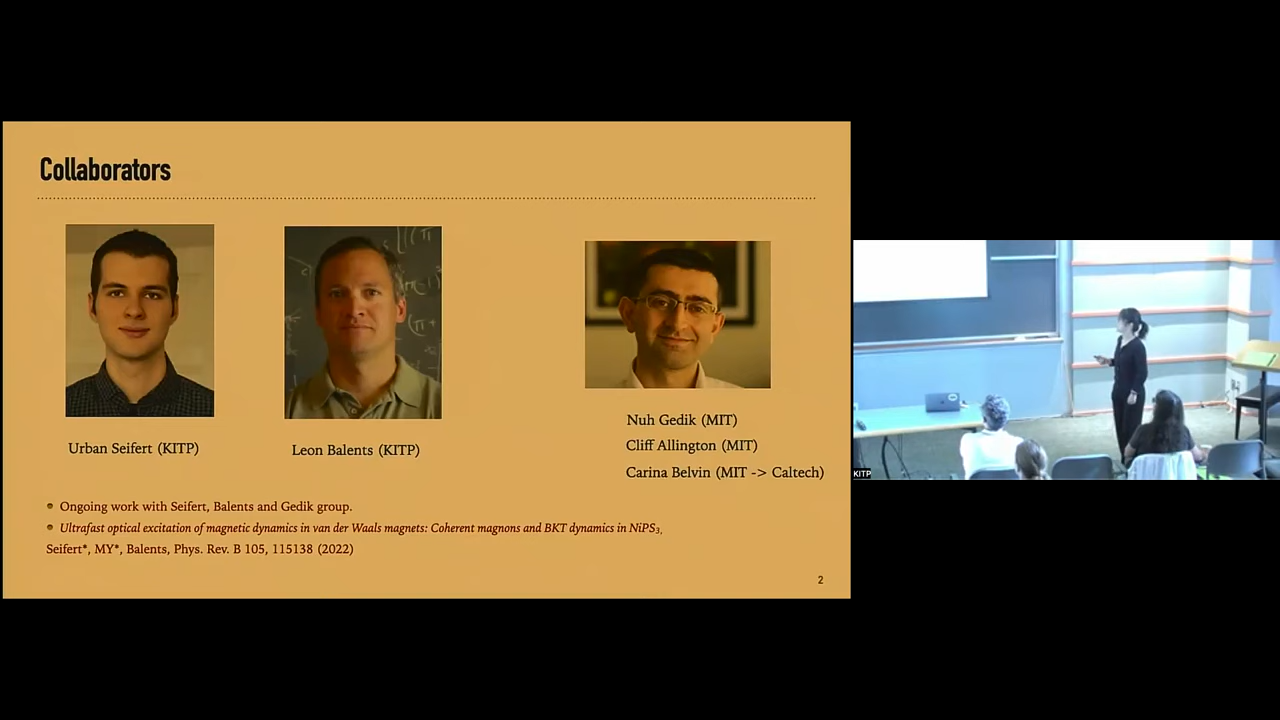 Collaborators
Urban Seifert (KITP)
Leon Balents (KITP)
Nuh Gedik (MIT)
Cliff Allington (MIT)
Carina Belvin (MIT -> Caltech)
Ongoing work with Seifert, Balents and Gedik group.
Ultrafast optical excitation of magnetic dynamics in van der Waals magnets: Coherent magnons and BKT dynamics in NiPS3,
Seifert*, MY*, Balents, Phys. Rev. B 105, 115138 (2022)
2
KITP